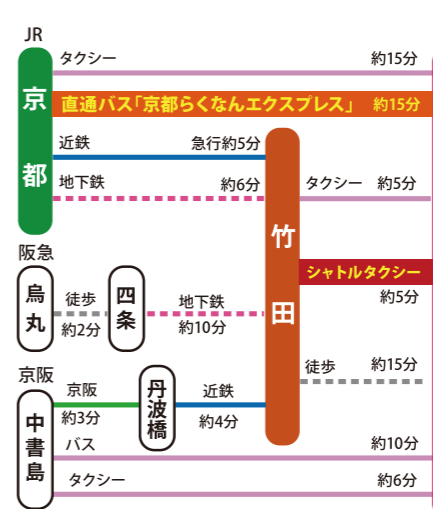 JR
京都
タクシー 約15分
直通バス「京都らくなんエクスプレス」 約15分
近鉄 急行約5分
地下鉄 約6分
竹田
タクシー 約5分
阪急
烏丸
徒歩
約2分
四条
地下鉄
約10分
シャトルタクシー
約5分
徒歩 約15分
京阪
中書島
京阪
約3分
丹波橋
近鉄
約4分
バス 約10分
タクシー 約6分